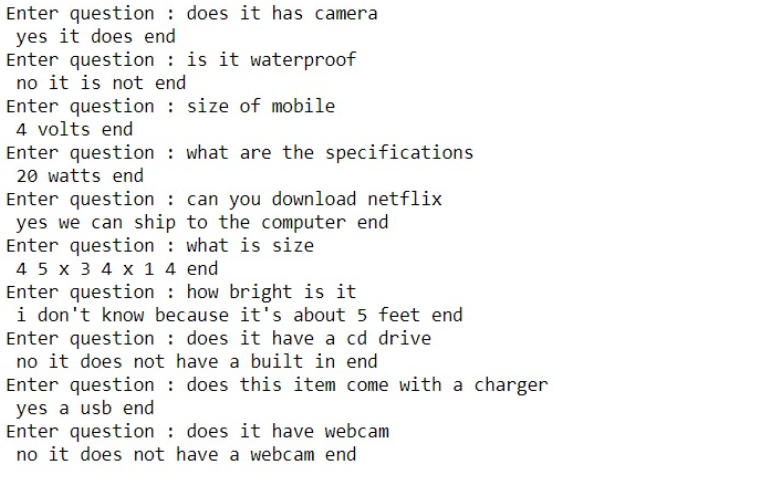 Enter question : does it has camera
yes it does end
Enter question : is it waterproof
no it is not end
Enter question : size of mobile
4 volts end
Enter question : what are the specifications
20 watts end
Enter question : can you download netflix
yes we can ship to the computer end
Enter question : what is size
4 5 x 3 4 x 1 4 end
Enter question : how bright is it
i don't know because it's about 5 feet end
Enter question : does it have a cd drive
no it does not have a built in end
Enter question : does this item come with a charger
yes a usb end
Enter question : does it have webcam
no it does not have a webcam end